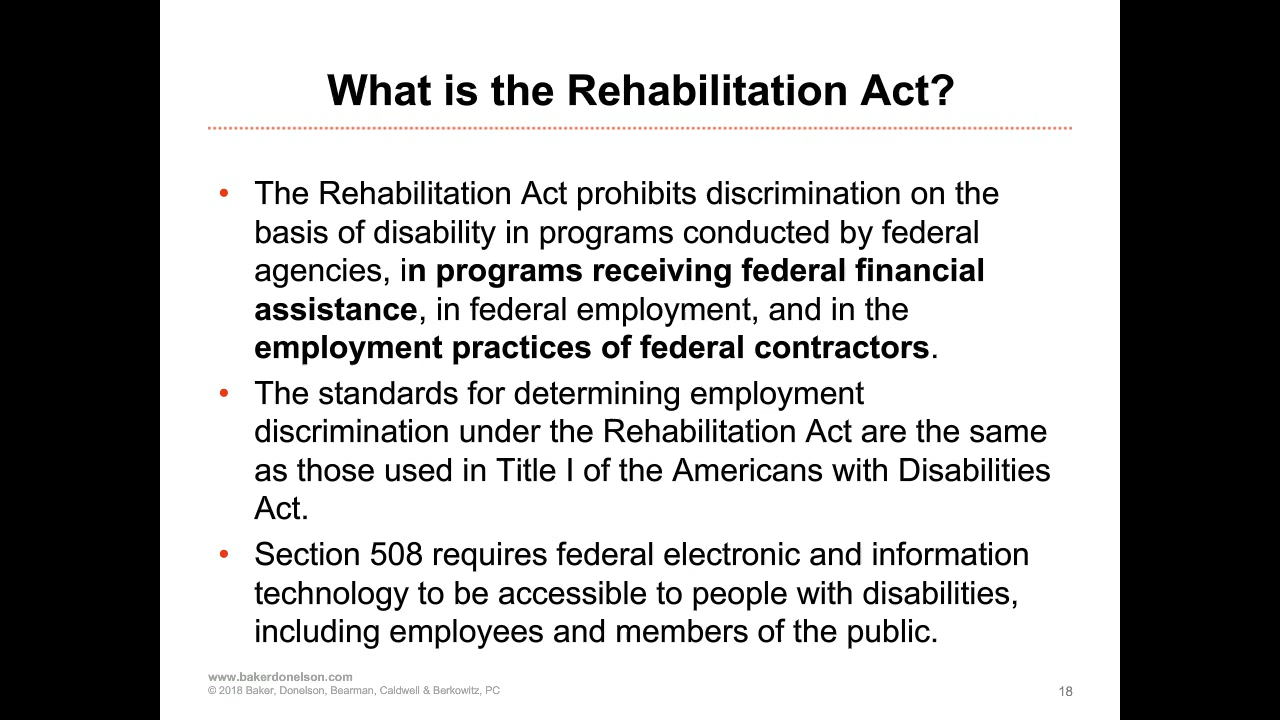 What is the Rehabilitation Act?
• The Rehabilitation Act prohibits discrimination on the
basis of disability in programs conducted by federal
agencies, in programs receiving federal financial
assistance, in federal employment, and in the
employment practices of federal contractors.
• The standards for determining employment
discrimination under the Rehabilitation Act are the same
as those used in Title I of the Americans with Disabilities
Act.
• Section 508 requires federal electronic and information
technology to be accessible to people with disabilities,
including employees and members of the public.
www.bakerdonelson.com
© 2018 Baker, Donelson, Bearman, Caldwell & Berkowitz, PC
18